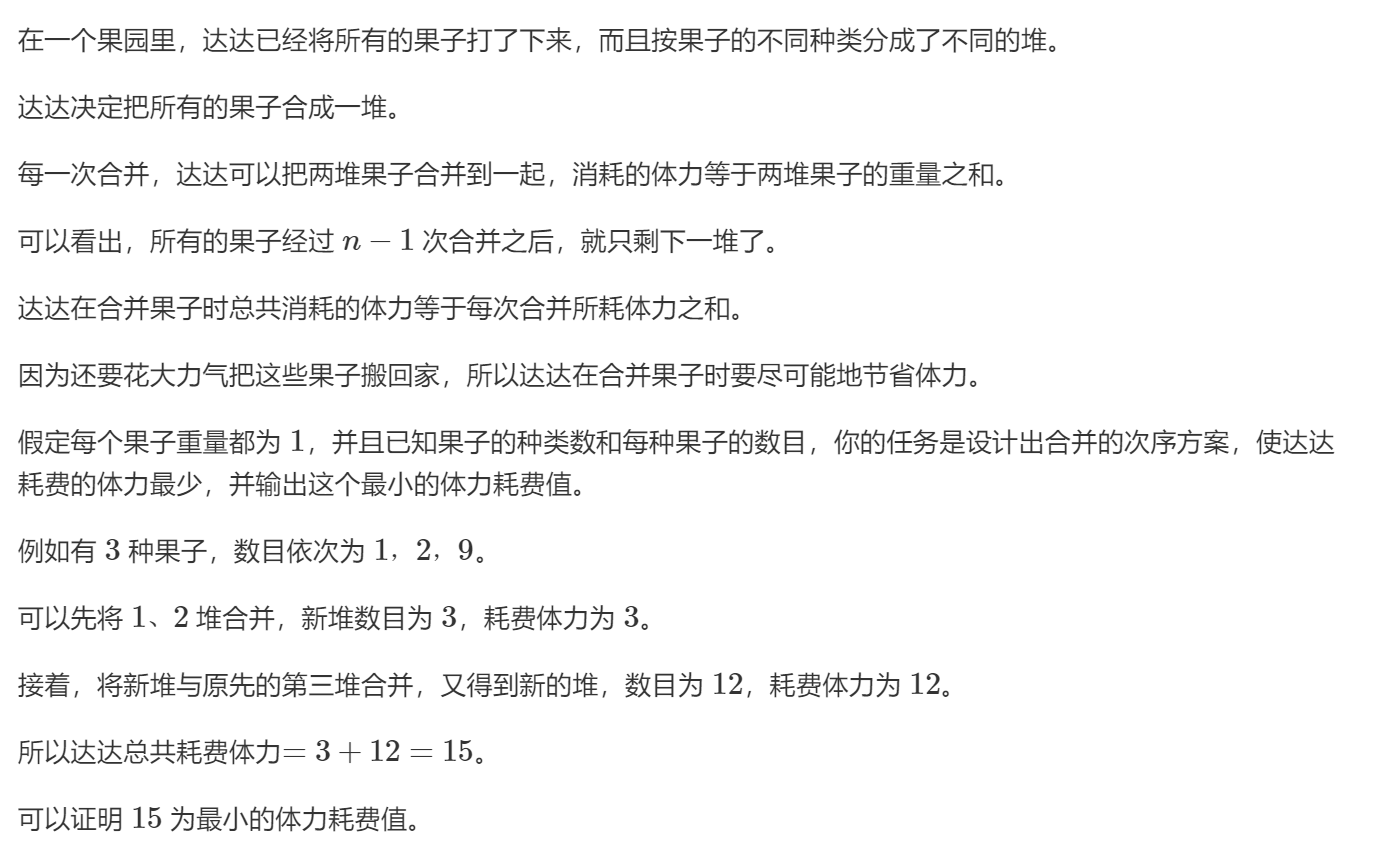 在一个果园里，达达已经将所有的果子打了下来，而且按果子的不同种类分成了不同的堆。
达达决定把所有的果子合成一堆。
每一次合并，达达可以把两堆果子合并到一起，消耗的体力等于两堆果子的重量之和。
可以看出，所有的果子经过 n − 1 次合并之后，就只剩下一堆了。
达达在合并果子时总共消耗的体力等于每次合并所耗体力之和。
因为还要花大力气把这些果子搬回家，所以达达在合并果子时要尽可能地节省体力。
假定每个果子重量都为 1，并且已知果子的种类数和每种果子的数目，你的任务是设计出合并的次序方案，使达达
耗费的体力最少，并输出这个最小的体力耗费值。
例如有 3 种果子，数目依次为 1，2，9。
可以先将 1、2 堆合并，新堆数目为 3，耗费体力为 3。
接着，将新堆与原先的第三堆合并，又得到新的堆，数目为 12，耗费体力为 12。
所以达达总共耗费体力= 3 + 12 = 15。
可以证明 15 为最小的体力耗费值。